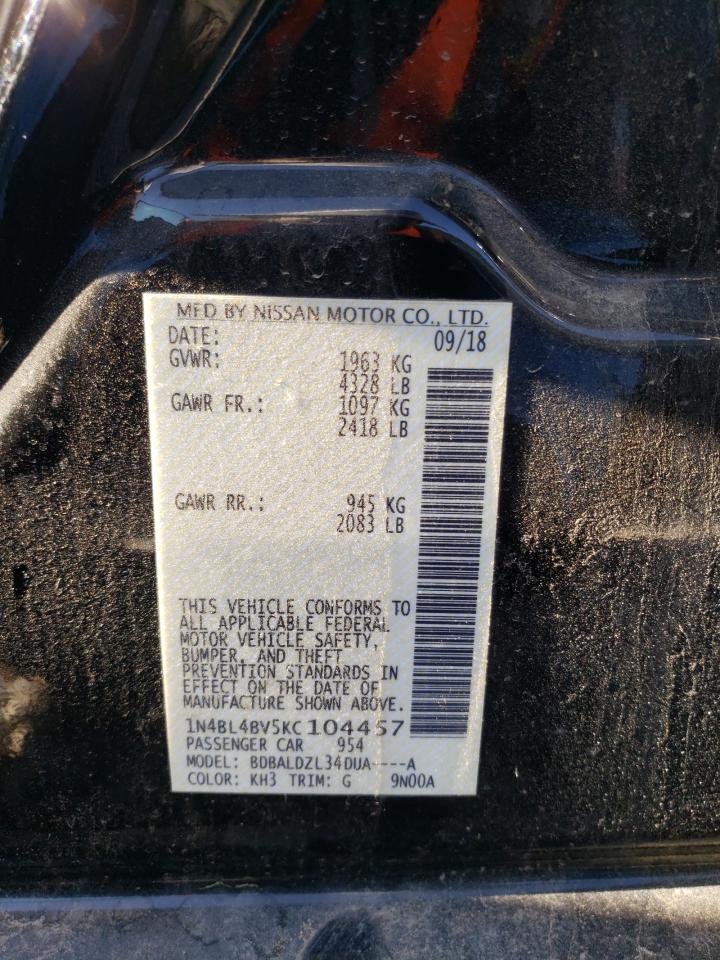 MFD BY NISSAN MOTOR CO., LTD.
DATE: 09/18
GVWR: 1963 KG
4328 LB
GAWR FR.: 1097 KG
2418 LB
GAWR RR.: 945 KG
2083 LB
THIS VEHICLE CONFORMS TO
ALL APPLICABLE FEDERAL
MOTOR VEHICLE SAFETY,
BUMPER, AND THEFT
PREVENTION STANDARDS IN
EFFECT ON THE DATE OF
MANUFACTURE SHOWN ABOVE.
1N4BL4BV5KC104457
PASSENGER CAR 954
MODEL: BDBALDZL34DUA----A
COLOR: KH3 TRIM: G 9N00A